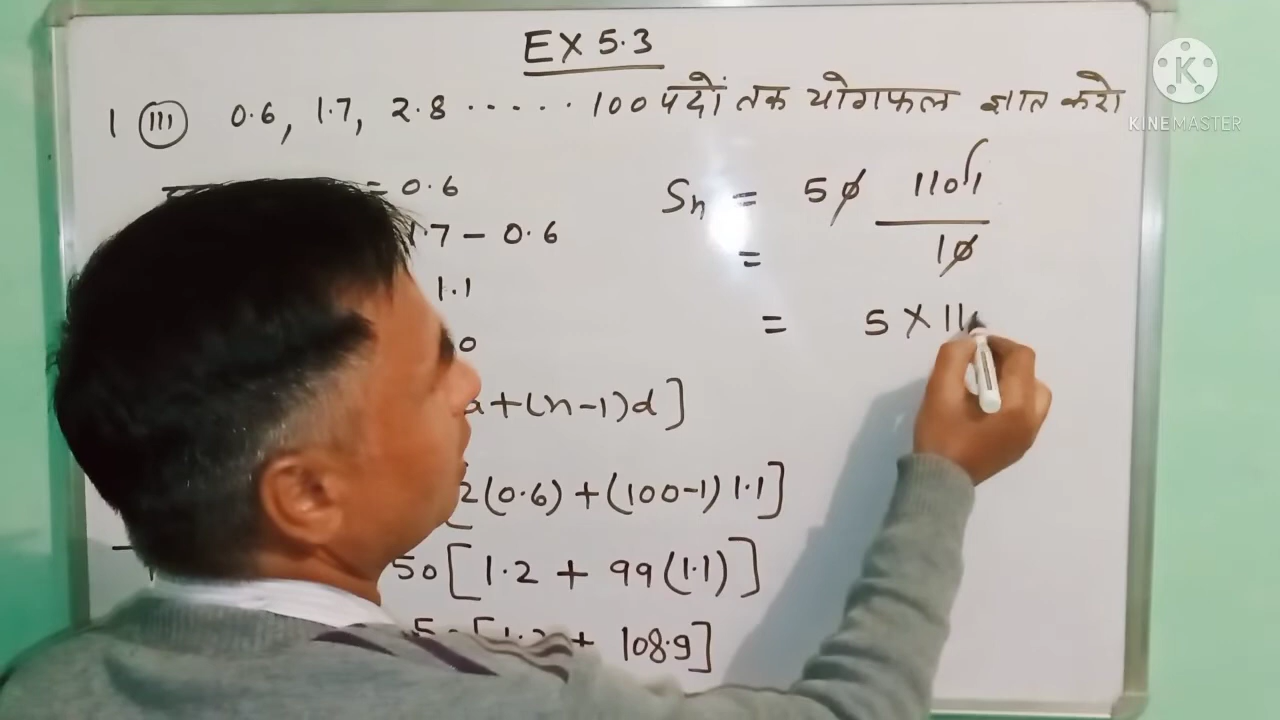 EX 5.3
1 (III) 0.6, 1.7, 2.8 ...... 100 पदों तक योगफल ज्ञात करो
= 0.6
1.7 - 0.6
1.1
0
a+(n-1)d]
[2(0.6) + (100-1) 1.1]
50[1.2 + 99(1.1)]
+ 108.9]
Sn = 50 1101
= 10
= 5 × 11
KINEMASTER